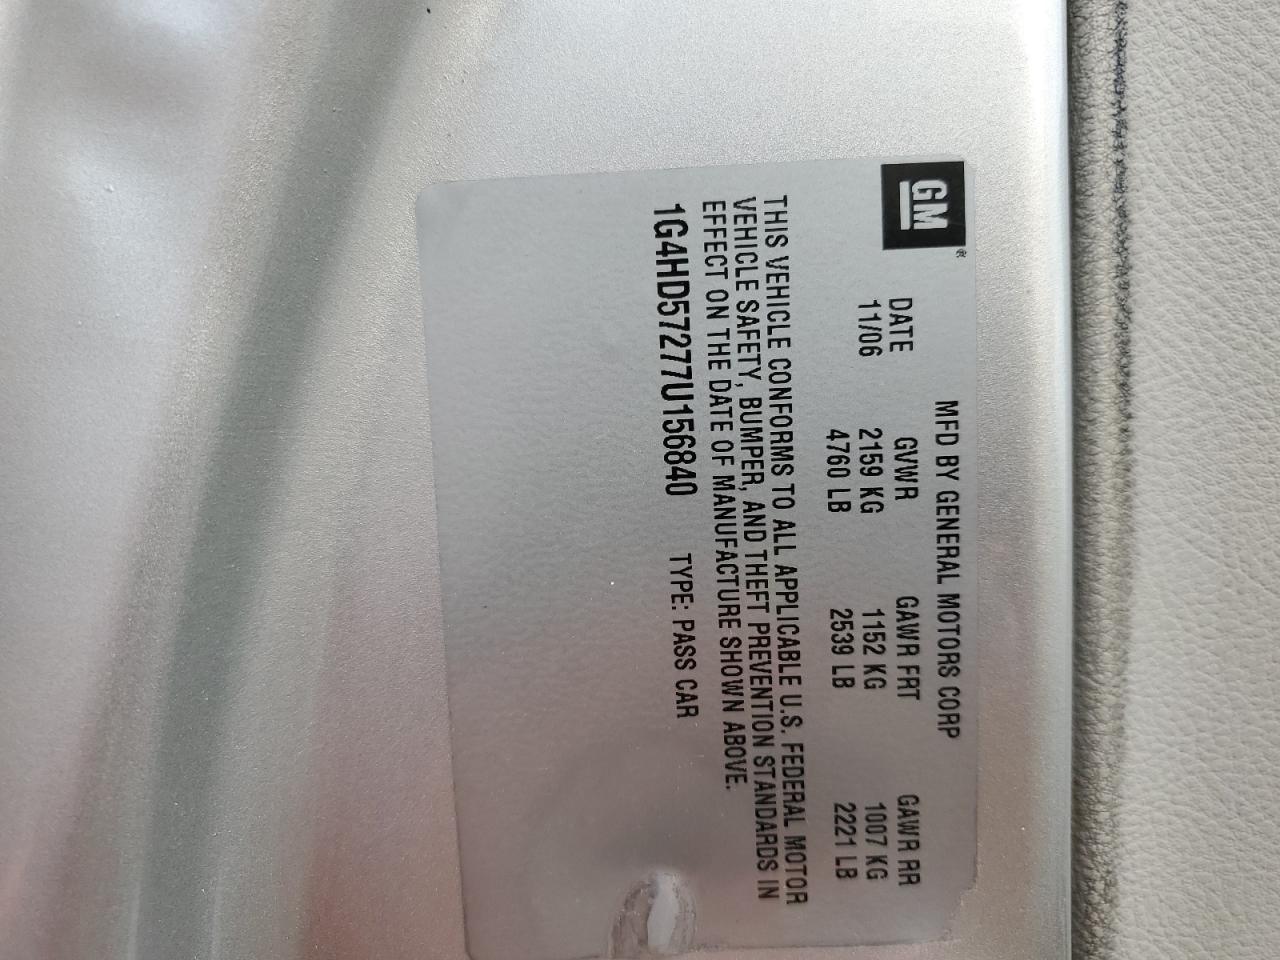 GM ®
MFD BY GENERAL MOTORS CORP
DATE GVWR GAWR FRT GAWR RR
11/06 2159 KG 1152 KG 1007 KG
4760 LB 2539 LB 2221 LB
THIS VEHICLE CONFORMS TO ALL APPLICABLE U.S. FEDERAL MOTOR
VEHICLE SAFETY, BUMPER, AND THEFT PREVENTION STANDARDS IN
EFFECT ON THE DATE OF MANUFACTURE SHOWN ABOVE.
1G4HD57277U156840 TYPE: PASS CAR